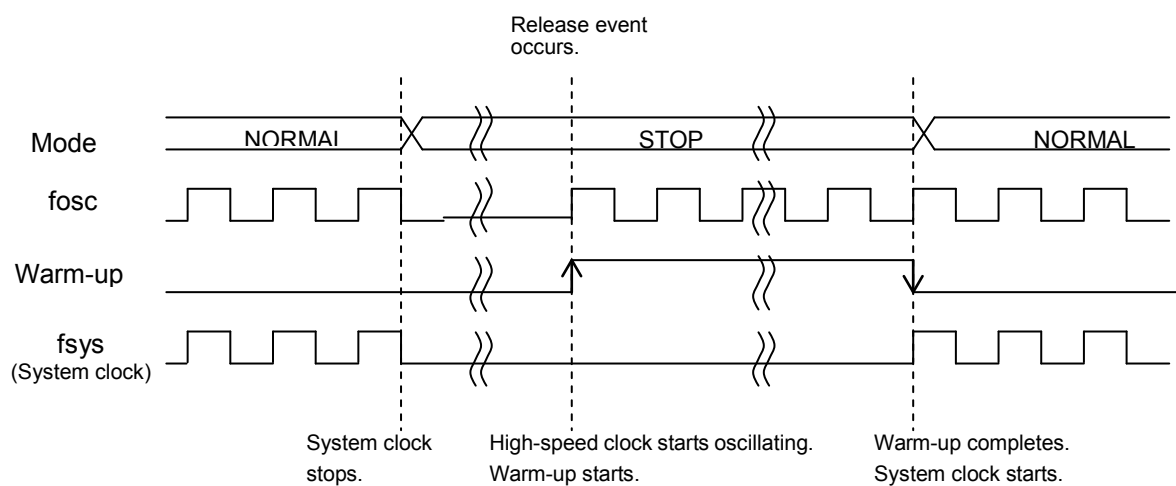 Release event
occurs.
Mode
NORMAL
STOP
NORMAL
fosc
Warm-up
fsys
(System clock)
System clock
stops.
High-speed clock starts oscillating.
Warm-up starts.
Warm-up completes.
System clock starts.